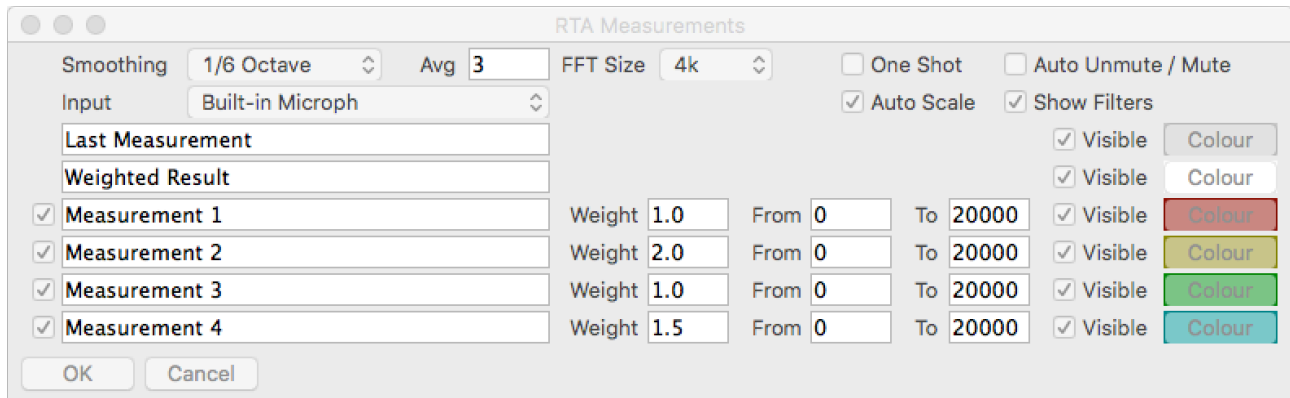 RTA Measurements
Smoothing 1/6 Octave Avg 3 FFT Size 4k One Shot Auto Unmute / Mute
Input Built-in Microph Auto Scale Show Filters
Last Measurement Visible Colour
Weighted Result Visible Colour
Measurement 1 Weight 1.0 From 0 To 20000 Visible Colour
Measurement 2 Weight 2.0 From 0 To 20000 Visible Colour
Measurement 3 Weight 1.0 From 0 To 20000 Visible Colour
Measurement 4 Weight 1.5 From 0 To 20000 Visible Colour
OK Cancel